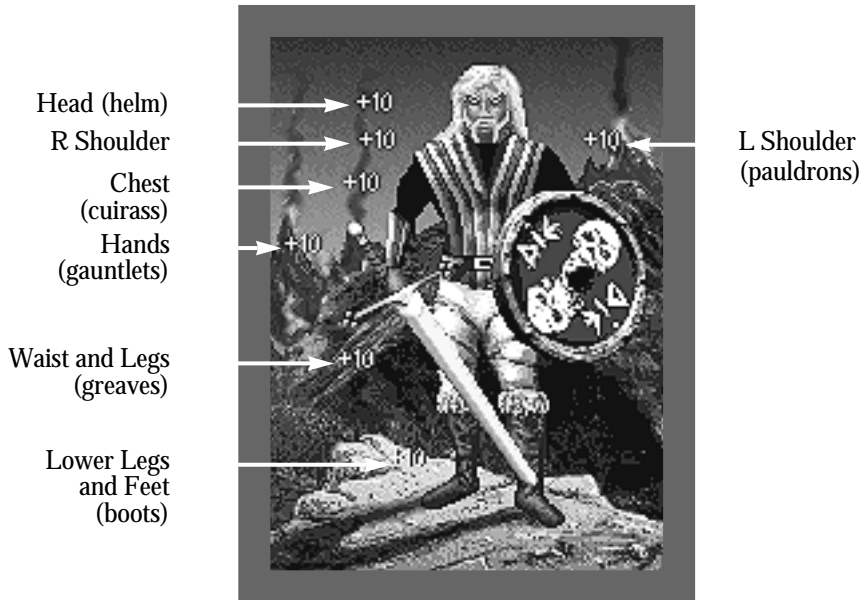 Head (helm)
+10
R Shoulder
+10
+10
L Shoulder
(pauldrons)
Chest
(cuirass)
+10
Hands
(gauntlets)
+10
Waist and Legs
(greaves)
+10
Lower Legs
and Feet
(boots)
+10